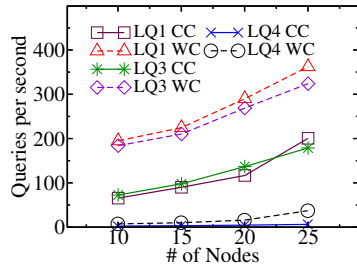 LQ1 CC LQ4 CC
LQ1 WC LQ4 WC
LQ3 CC
LQ3 WC
400
300
200
100
0
10 15 20 25
Queries per second
# of Nodes